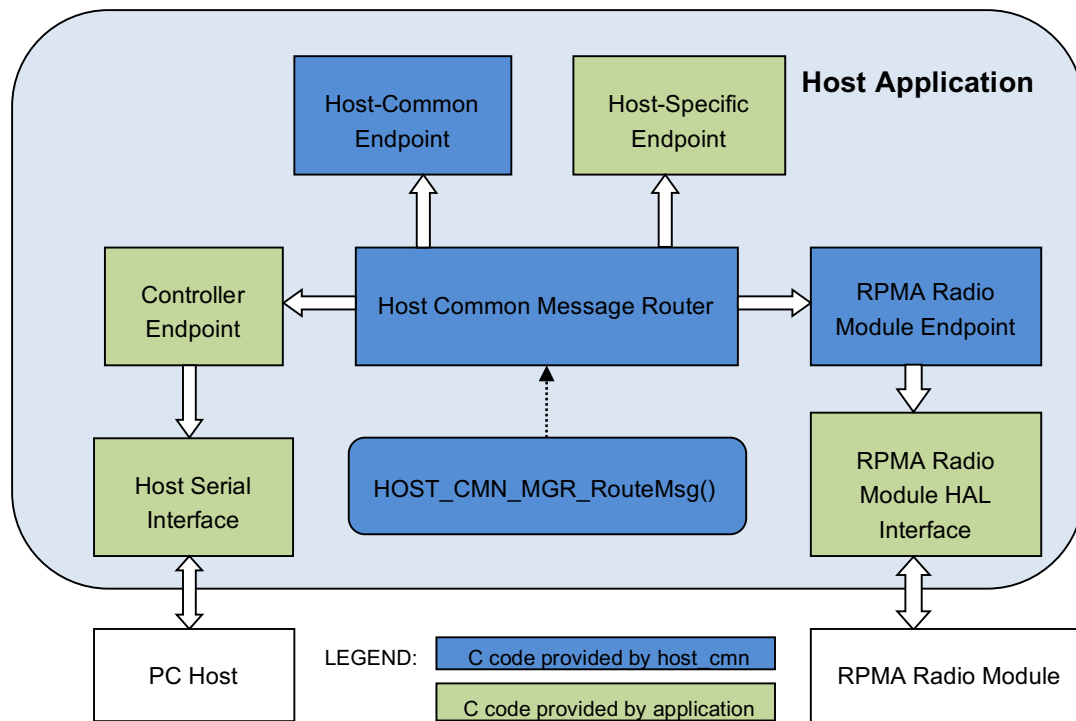 Host Application
Host-Common
Endpoint
Host-Specific
Endpoint
Controller
Endpoint
Host Common Message Router
RPMA Radio
Module Endpoint
Host Serial
Interface
HOST_CMN_MGR_RouteMsg()
RPMA Radio
Module HAL
Interface
PC Host
LEGEND:
C code provided by host_cmn
C code provided by application
RPMA Radio Module